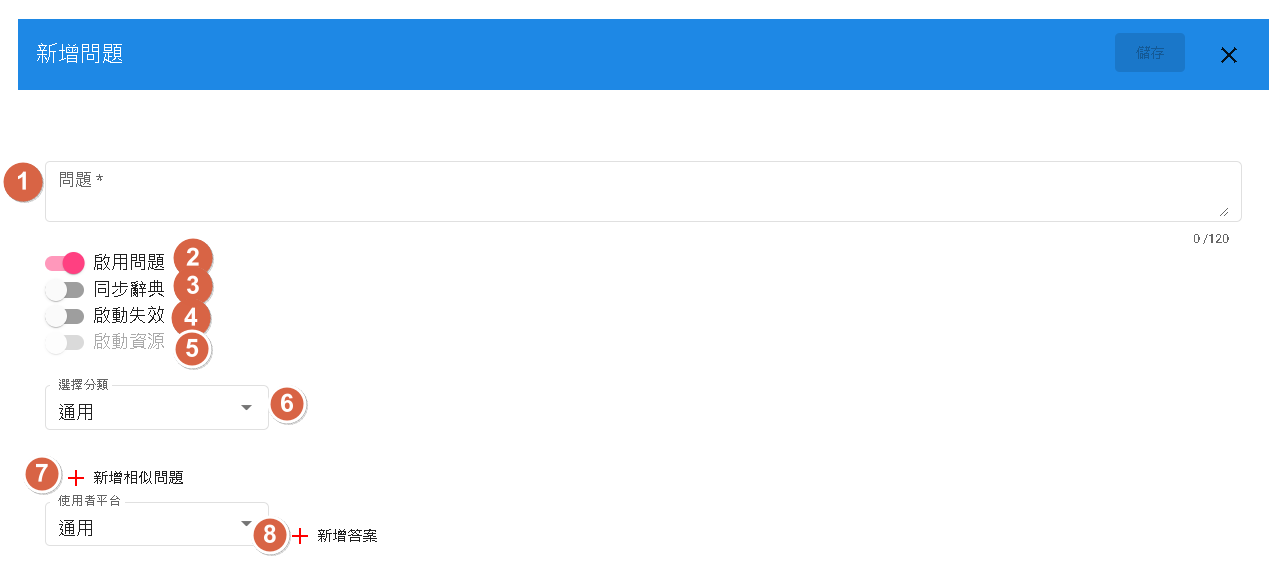 新增問題 儲存
1 問題 *
0 /120
啟用問題 2
同步辭典 3
啟動失效 4
啟動資源 5
選擇分類
通用 6
7 新增相似問題
使用者平台
通用 8 新增答案